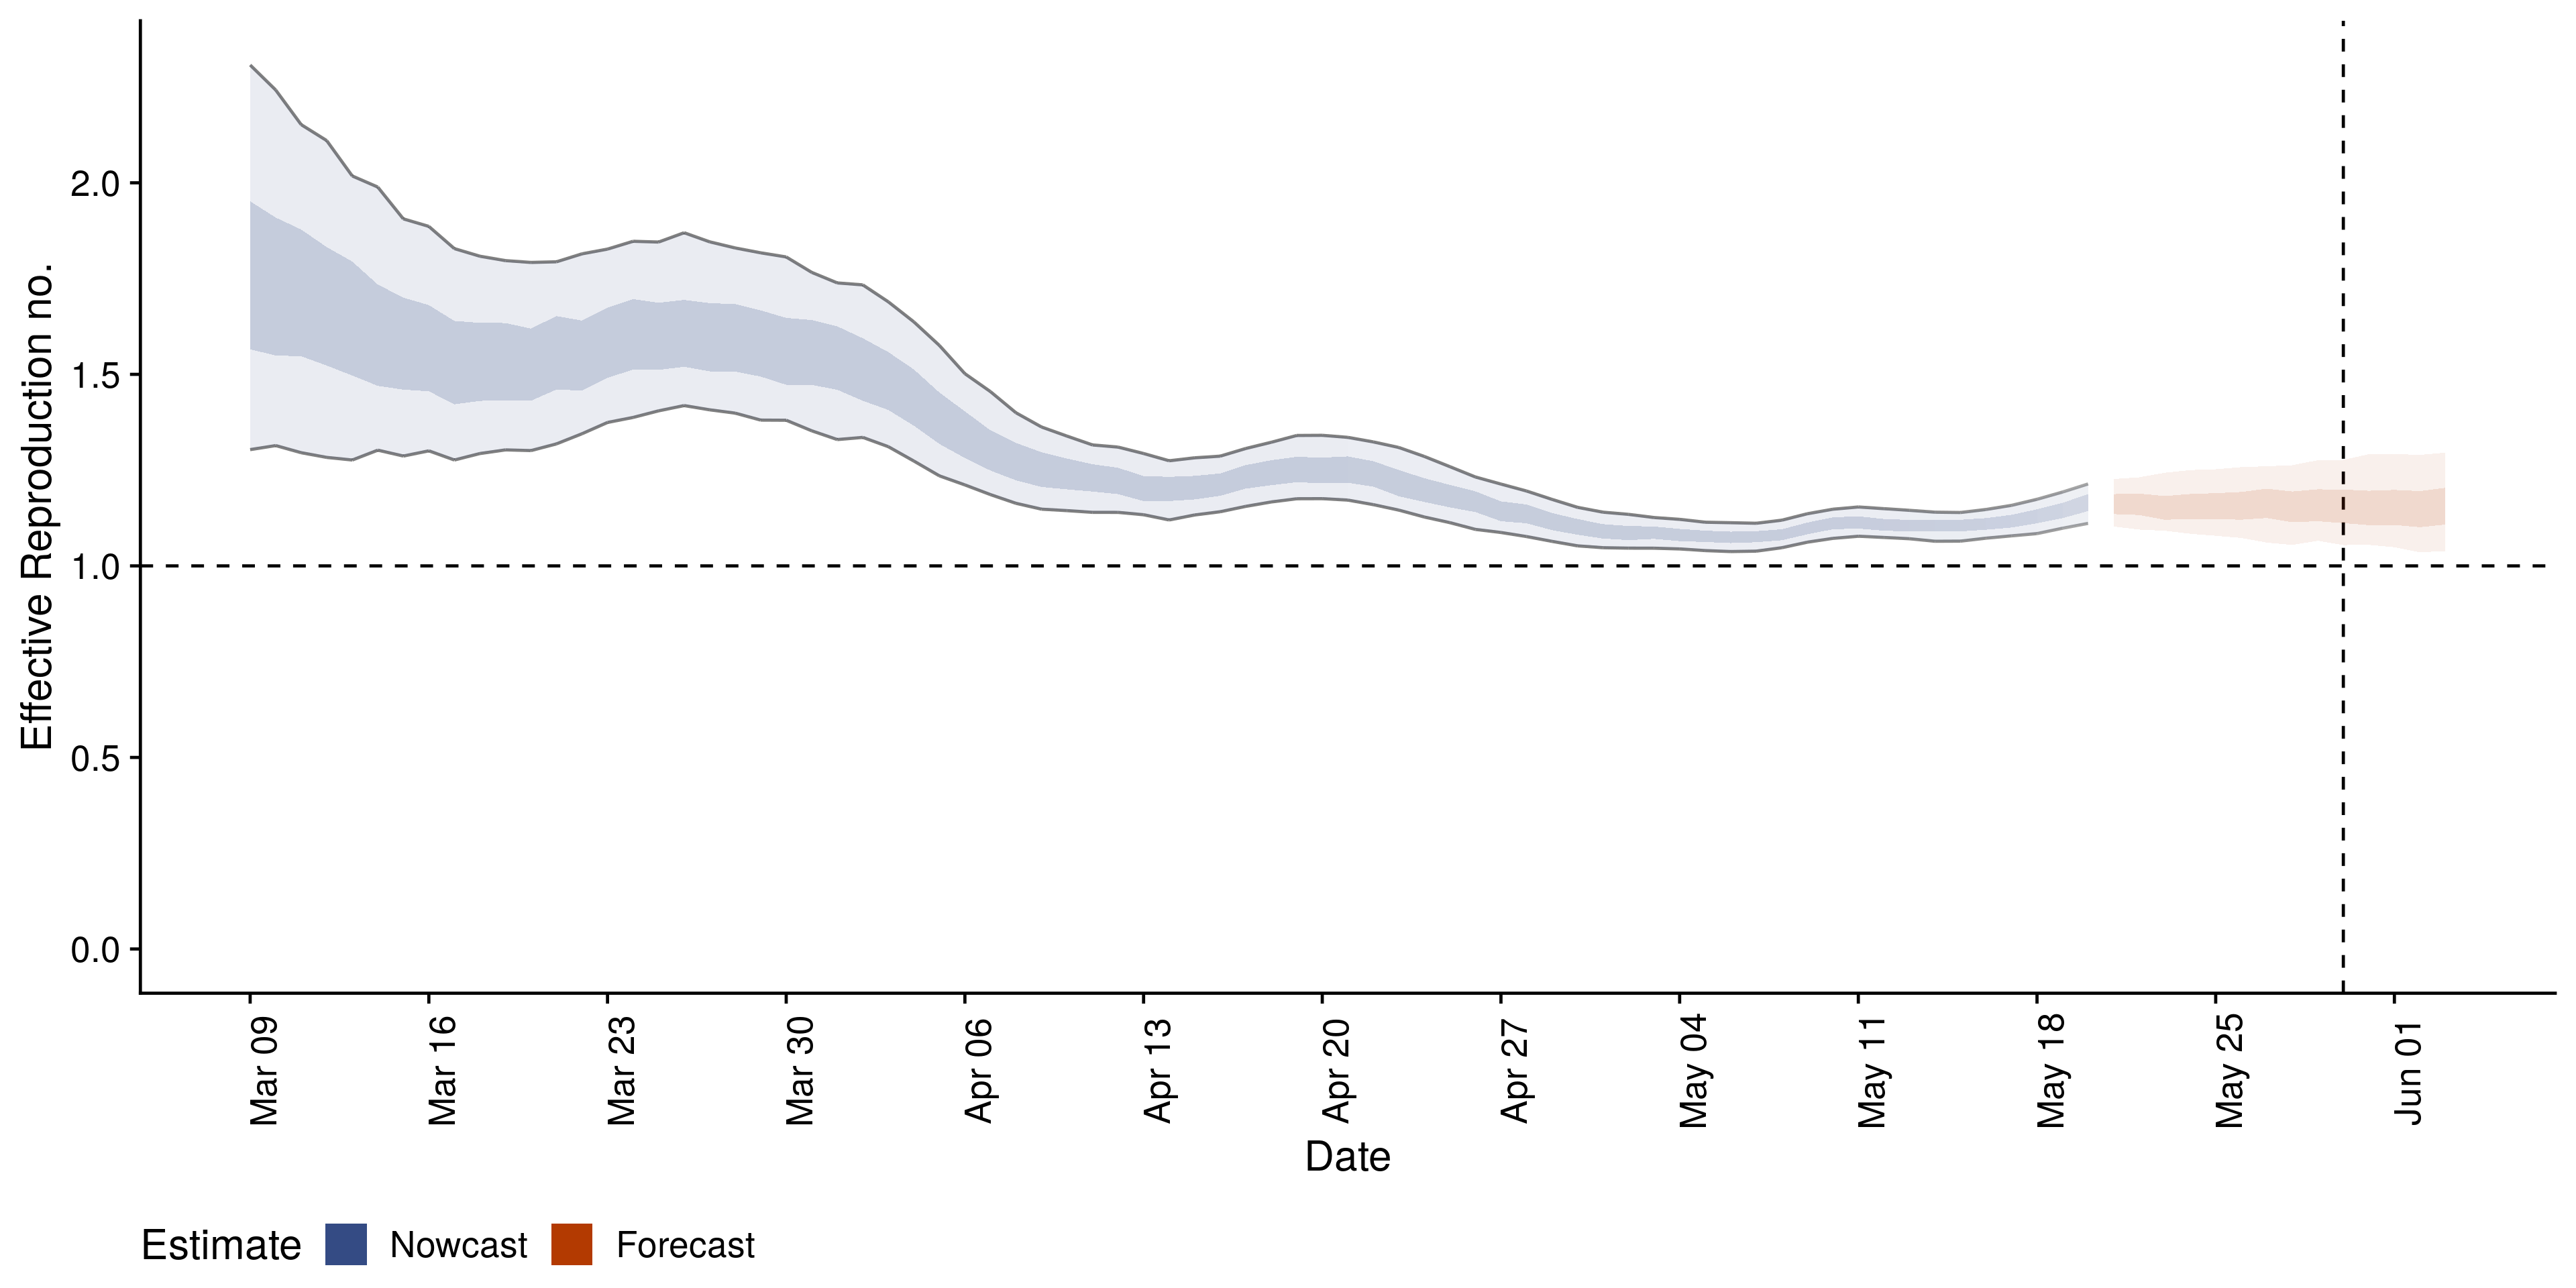 Effective Reproduction no.
2.0
1.5
1.0
0.5
0.0
Mar 09
Mar 16
Mar 23
Mar 30
Apr 06
Apr 13
Apr 20
Apr 27
May 04
May 11
May 18
May 25
Jun 01
Date
Estimate Nowcast Forecast